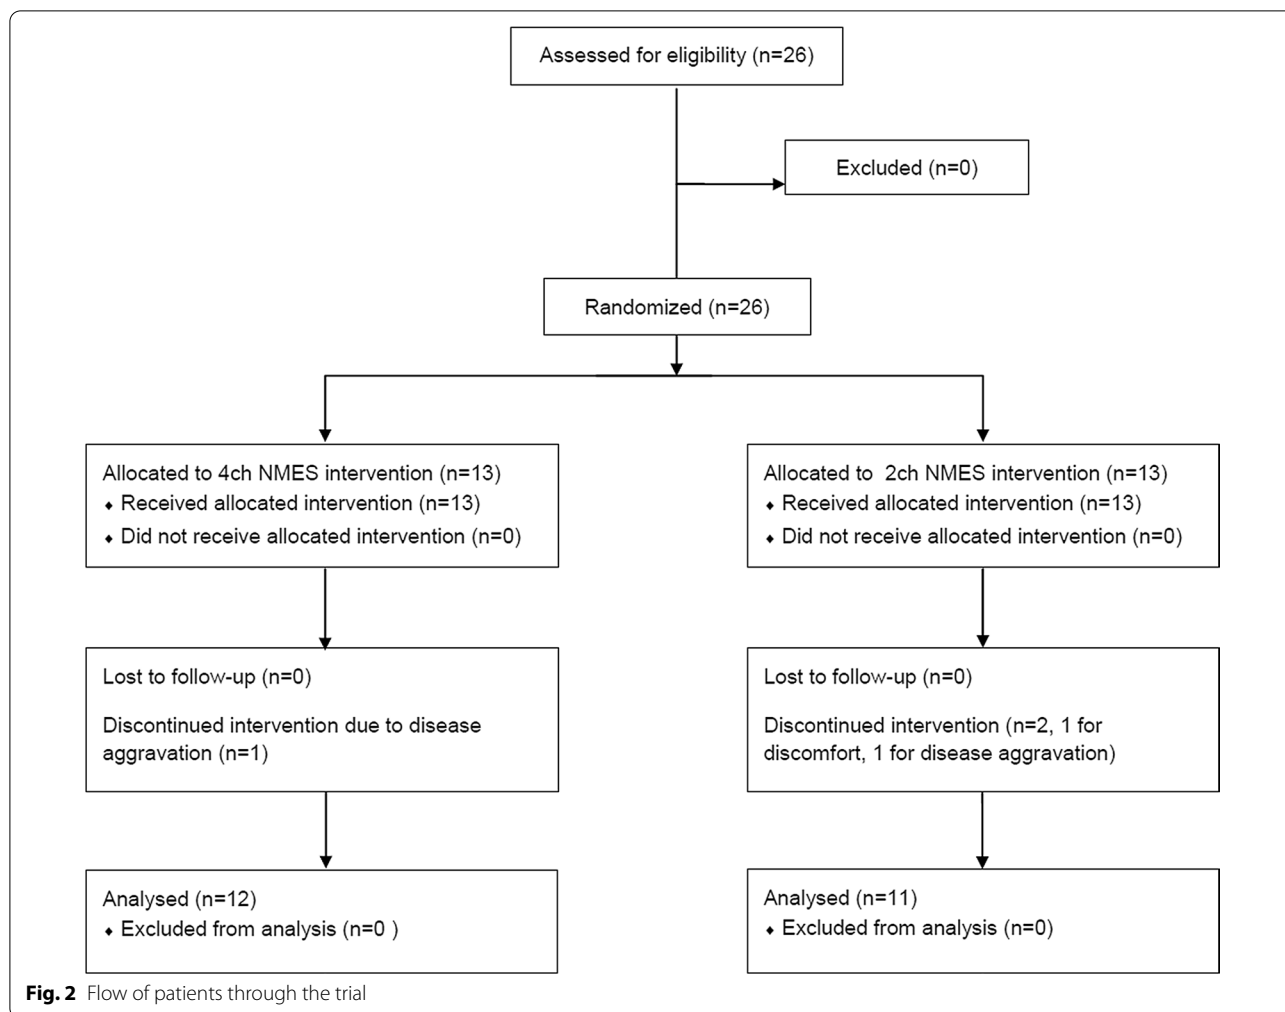 Assessed for eligibility (n=26)
Excluded (n=0)
Randomized (n=26)
Allocated to 4ch NMES intervention (n=13)
♦ Received allocated intervention (n=13)
♦ Did not receive allocated intervention (n=0)
Allocated to  2ch NMES intervention (n=13)
♦ Received allocated intervention (n=13)
♦ Did not receive allocated intervention (n=0)
Lost to follow-up (n=0)
Discontinued intervention due to disease
aggravation (n=1)
Lost to follow-up (n=0)
Discontinued intervention (n=2, 1 for
discomfort, 1 for disease aggravation)
Analysed (n=12)
♦ Excluded from analysis (n=0 )
Analysed (n=11)
♦ Excluded from analysis (n=0)
Fig. 2 Flow of patients through the trial